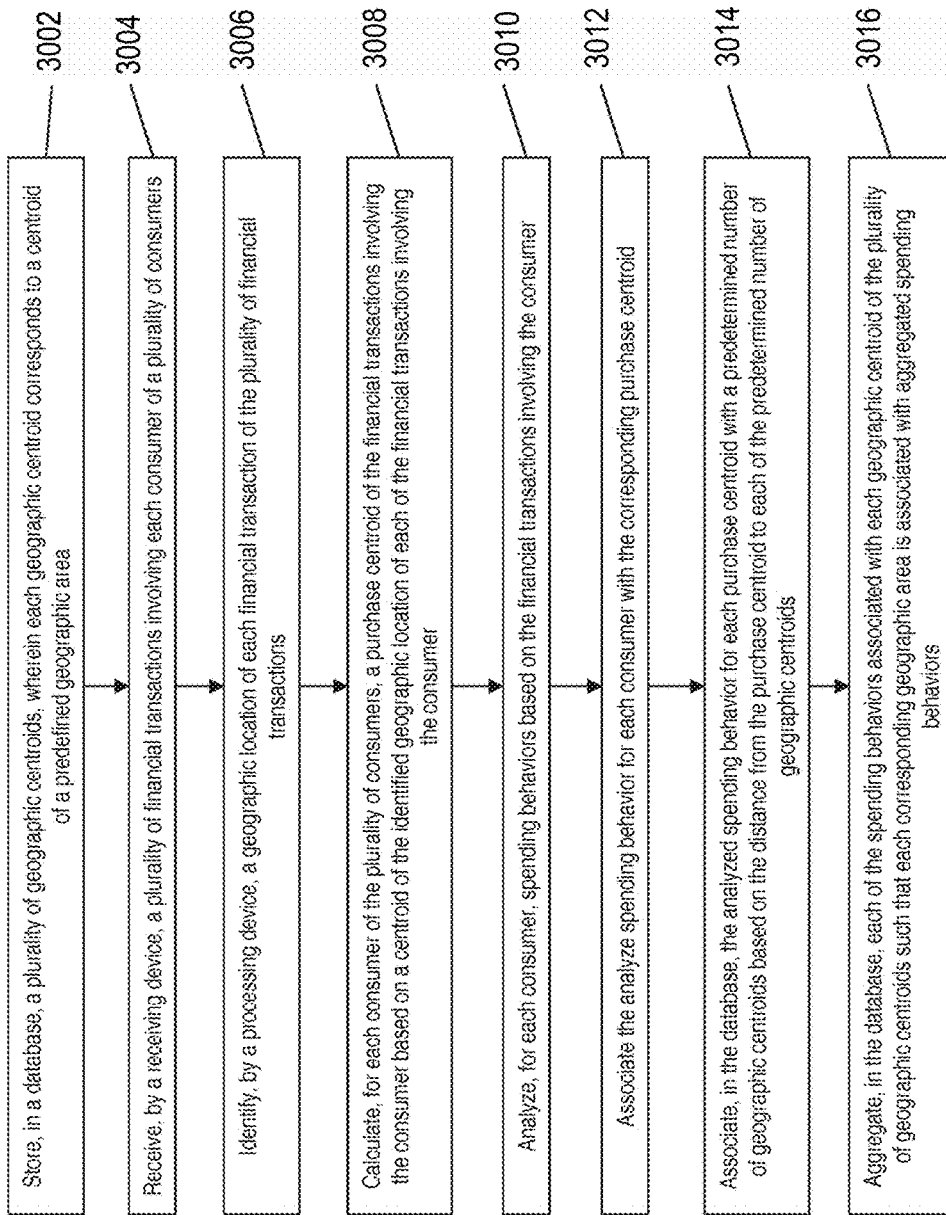 Store, in a database, a plurality of geographic centroids, wherein each geographic centroid corresponds to a centroid
of a predefined geographic area
3002
Receive, by a receiving device, a plurality of financial transactions involving each consumer of a plurality of consumers
3004
Identify, by a processing device, a geographic location of each financial transaction of the plurality of financial
transactions
3006
Calculate, for each consumer of the plurality of consumers, a purchase centroid of the financial transactions involving
the consumer based on a centroid of the identified geographic location of each of the financial transactions involving
the consumer
3008
Analyze, for each consumer, spending behaviors based on the financial transactions involving the consumer
3010
Associate the analyze spending behavior for each consumer with the corresponding purchase centroid
3012
Associate, in the database, the analyzed spending behavior for each purchase centroid with a predetermined number
of geographic centroids based on the distance from the purchase centroid to each of the predetermined number of
geographic centroids
3014
Aggregate, in the database, each of the spending behaviors associated with each geographic centroid of the plurality
of geographic centroids such that each corresponding geographic area is associated with aggregated spending
behaviors
3016